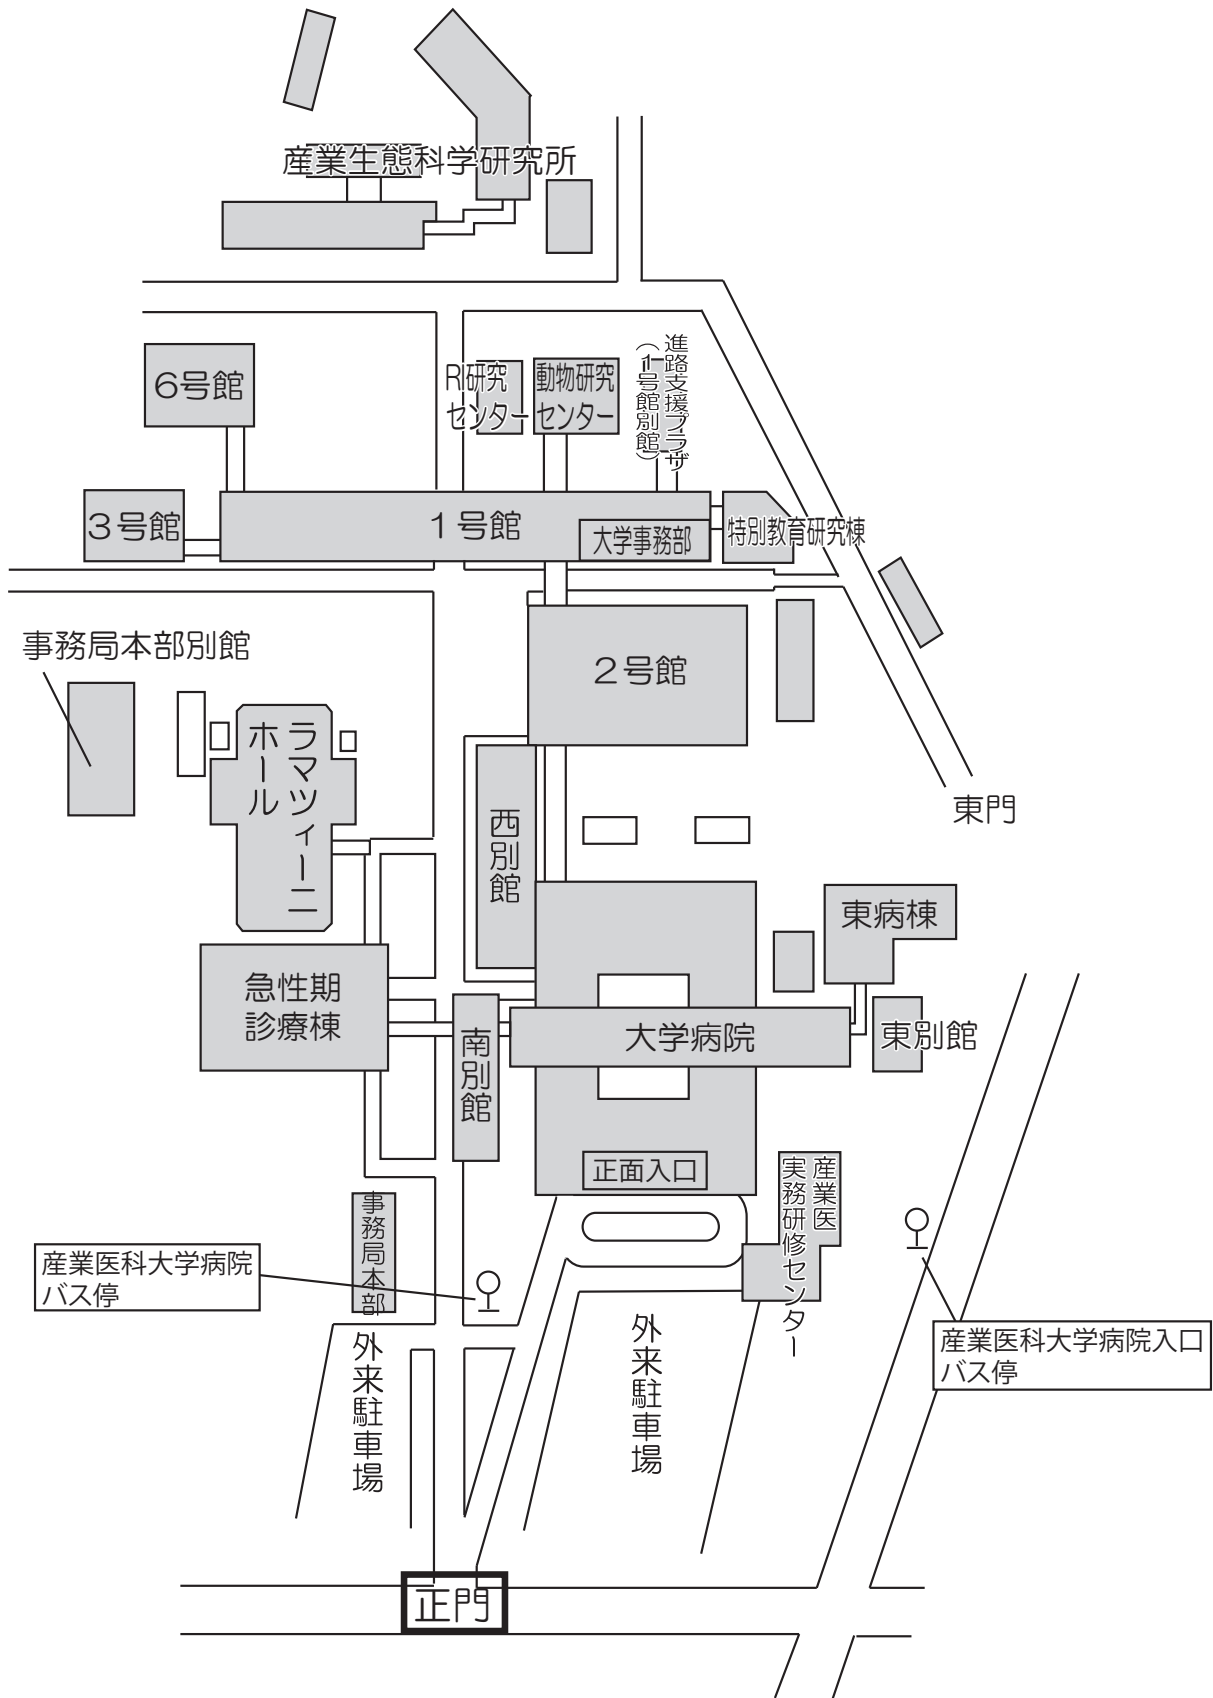 産業生態科学研究所
6号館
RI研究
センター
動物研究
センター
進路支援プラザ
（1号館別館）
3号館
1号館
大学事務部
特別教育研究棟
事務局本部別館
2号館
ラマツィーニ
ホール
東門
西別館
東病棟
急性期
診療棟
南別館
大学病院
東別館
正面入口
産業医
実務研修センター
事務局本部
産業医科大学病院
バス停
外来駐車場
外来駐車場
産業医科大学病院入口
バス停
正門